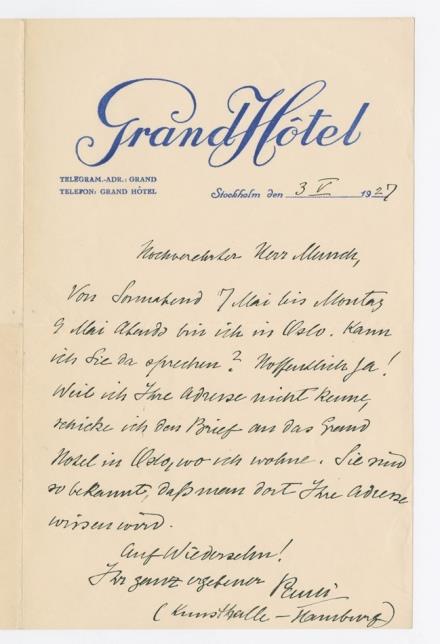 Grand Hôtel
TELEGRAM.-ADR.: GRAND
TELEFON: GRAND HÔTEL
Stockholm den 3 V 1927
Hochverehrter Herr Munch,
Von Sonnabend 7 Mai bis Montag
9 Mai Abends bin ich in Oslo. Kann
ich Sie da sprechen? Hoffentlich Ja!
Weil ich Ihre Adresse nicht kenne,
schicke ich den Brief an das Grand
Hotel in Oslo, wo ich wohne. Sie sind
so bekannt, daß man dort Ihre Adresse
wissen wird.
Auf Wiedersehn!
Ihr ganz ergebener Pauli
(Kunsthalle – Hamburg)